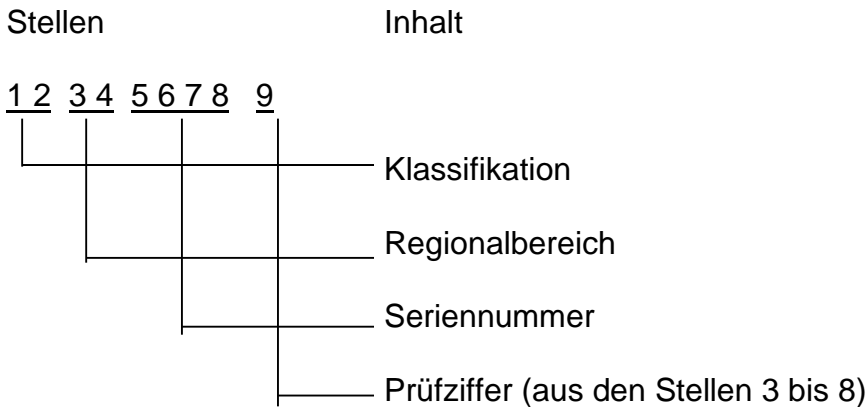 Stellen Inhalt
1 2 3 4 5 6 7 8 9
Klassifikation
Regionalbereich
Seriennummer
Prüfziffer (aus den Stellen 3 bis 8)